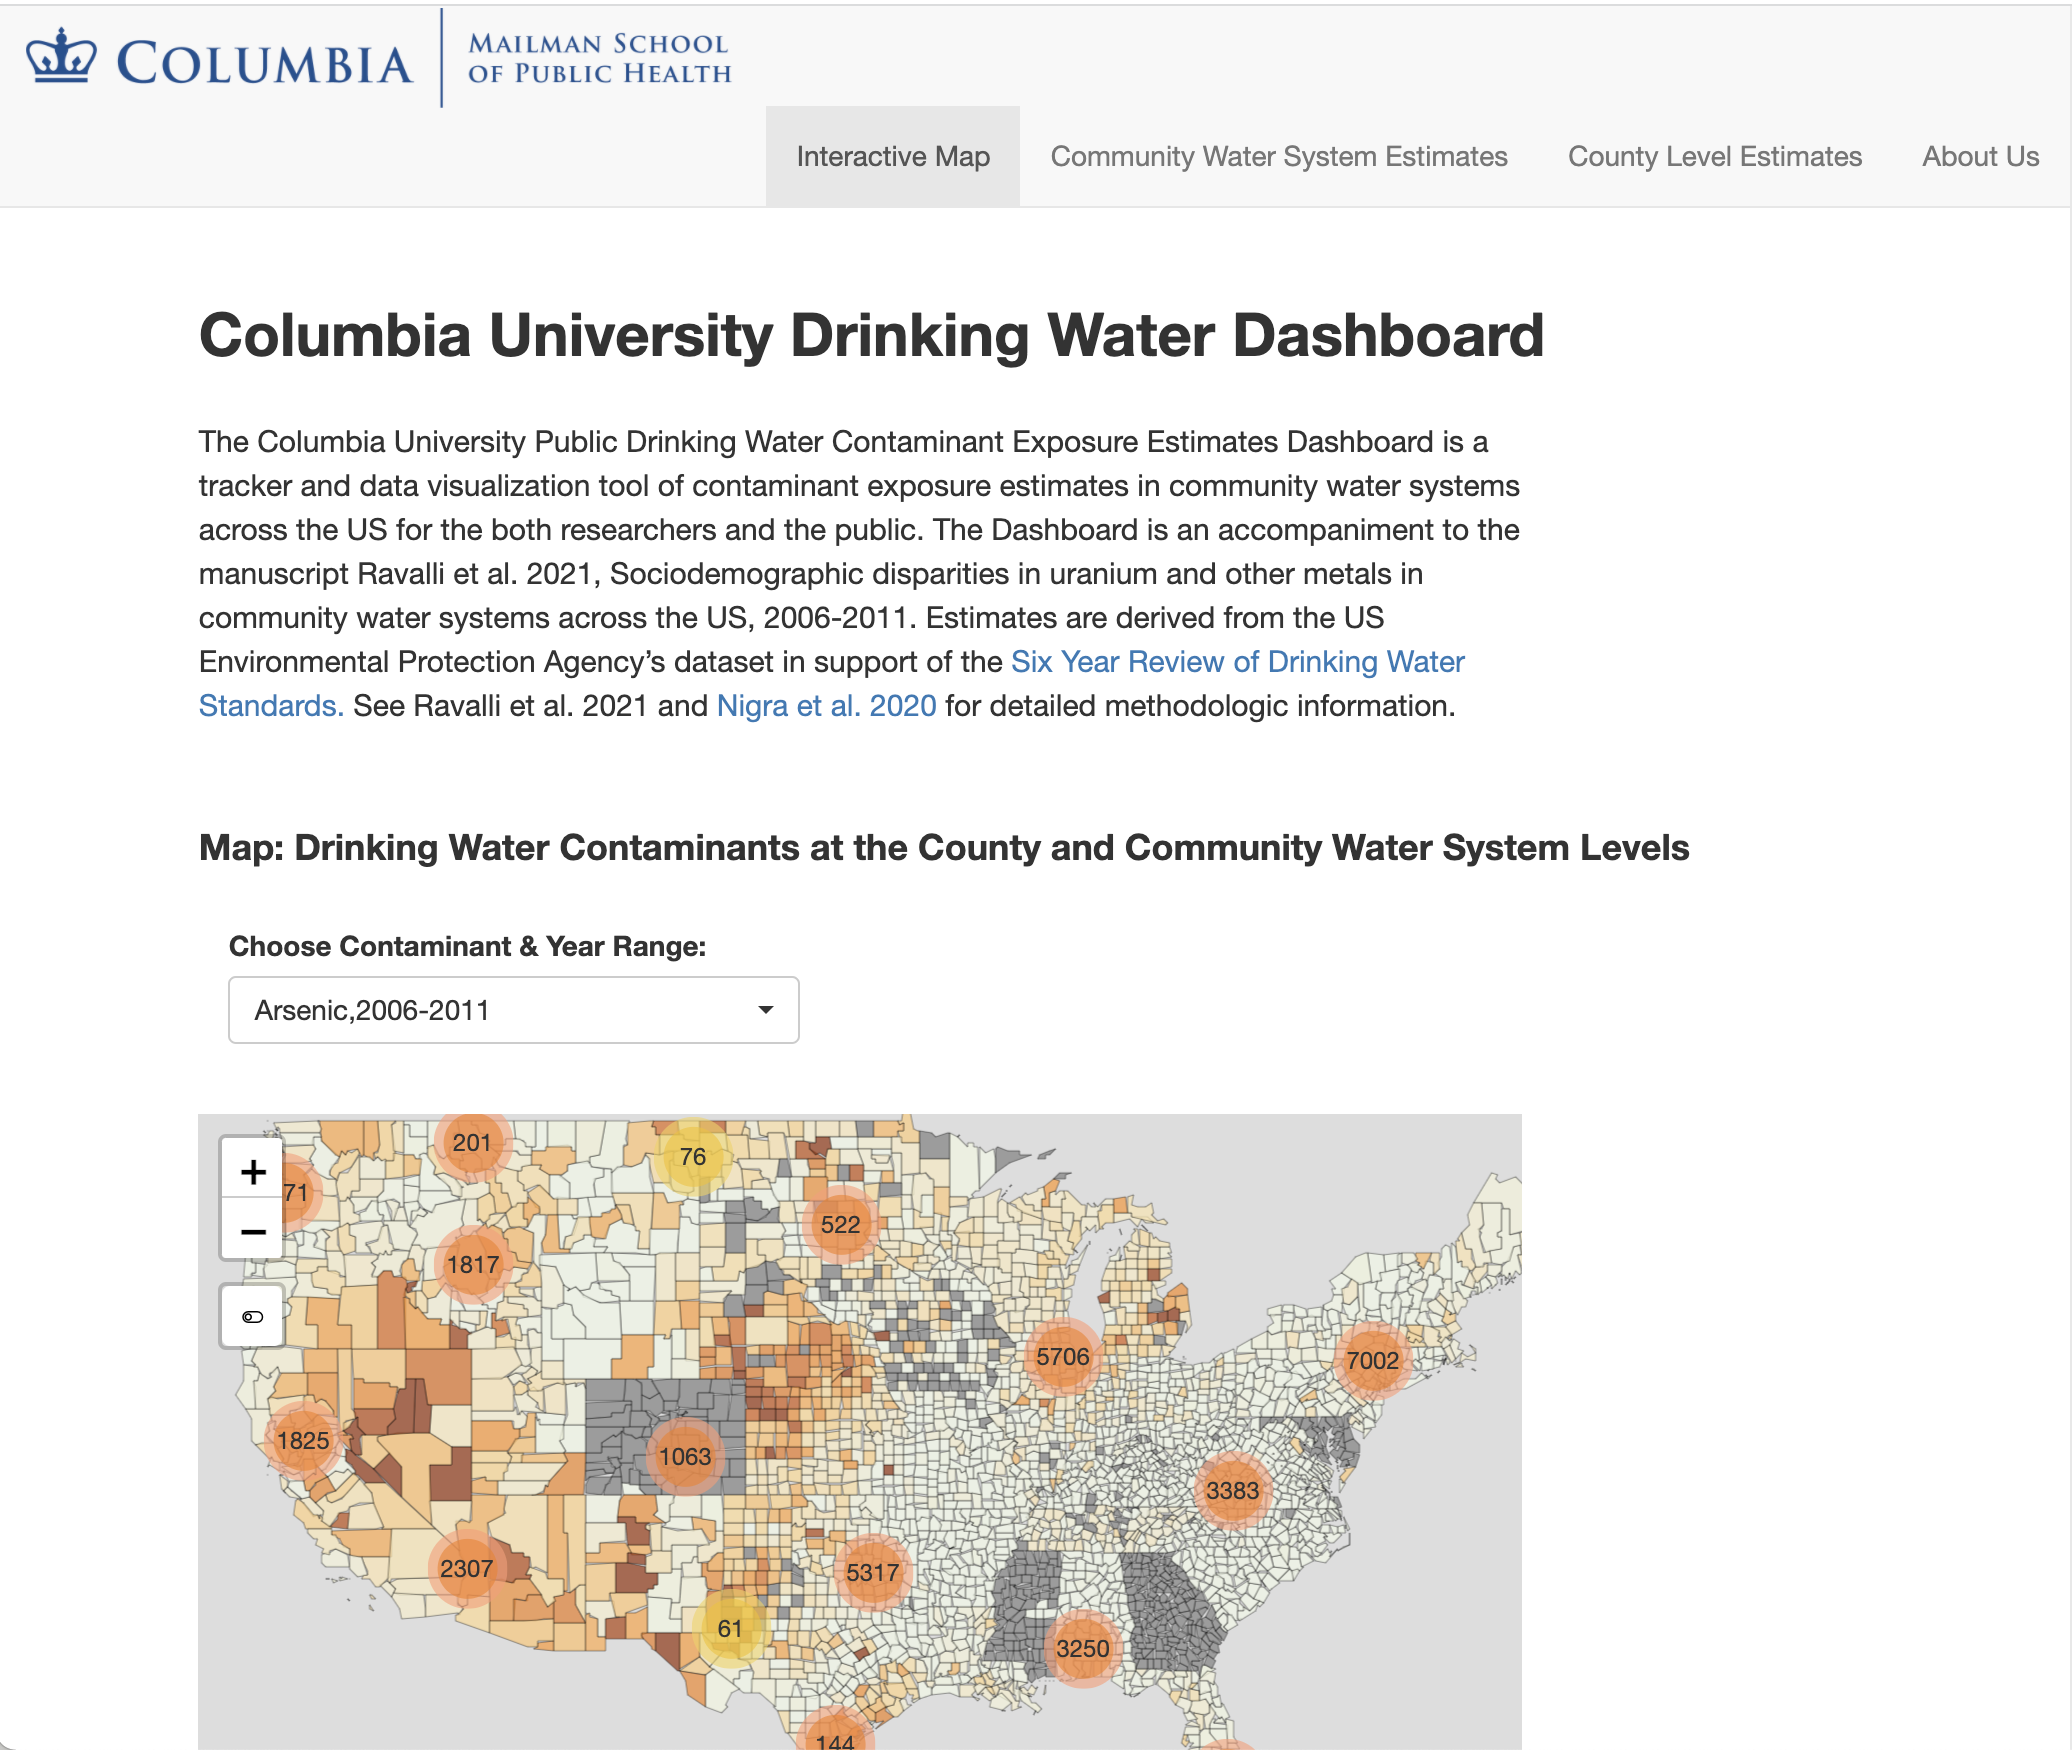 COLUMBIA
MAILMAN SCHOOL
OF PUBLIC HEALTH
Interactive Map
Community Water System Estimates
County Level Estimates
About Us
Columbia University Drinking Water Dashboard
The Columbia University Public Drinking Water Contaminant Exposure Estimates Dashboard is a
tracker and data visualization tool of contaminant exposure estimates in community water systems
across the US for the both researchers and the public. The Dashboard is an accompaniment to the
manuscript Ravalli et al. 2021, Sociodemographic disparities in uranium and other metals in
community water systems across the US, 2006-2011. Estimates are derived from the US
Environmental Protection Agency’s dataset in support of the Six Year Review of Drinking Water
Standards. See Ravalli et al. 2021 and Nigra et al. 2020 for detailed methodologic information.
Map: Drinking Water Contaminants at the County and Community Water System Levels
Choose Contaminant & Year Range:
Arsenic,2006-2011
+
−
201
76
71
522
1817
5706
7002
1825
1063
3383
2307
5317
61
3250
144